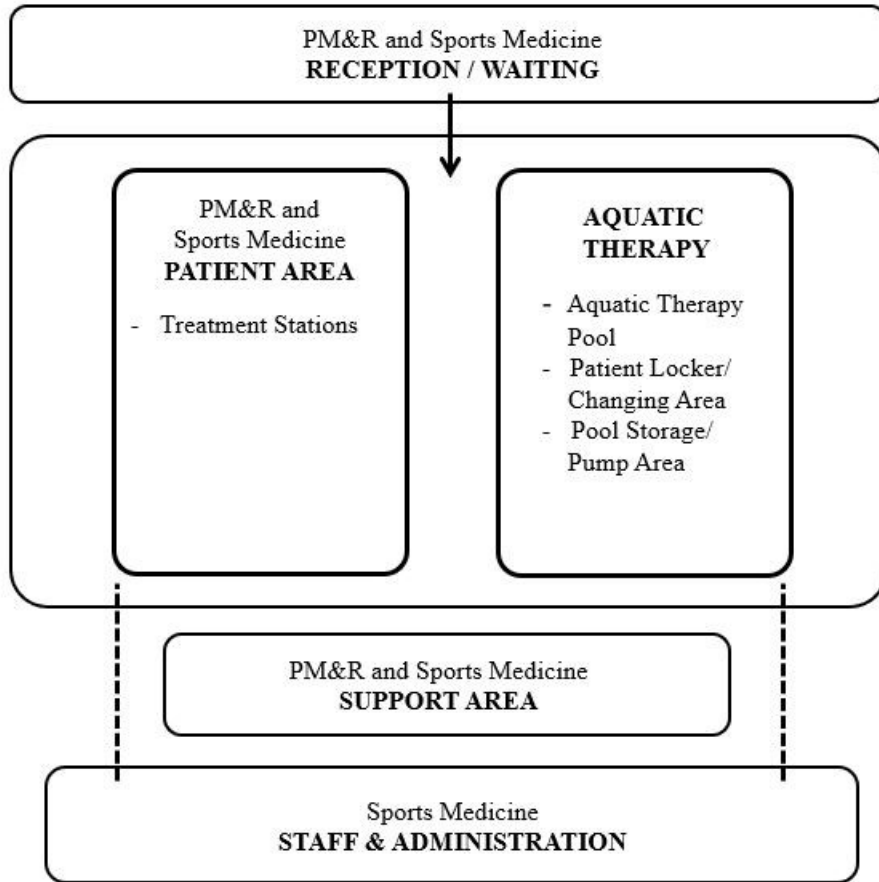 PM&R and Sports Medicine
RECEPTION / WAITING
PM&R and
Sports Medicine
PATIENT AREA
- Treatment Stations
AQUATIC
THERAPY
- Aquatic Therapy
Pool
- Patient Locker/
Changing Area
- Pool Storage/
Pump Area
PM&R and Sports Medicine
SUPPORT AREA
Sports Medicine
STAFF & ADMINISTRATION